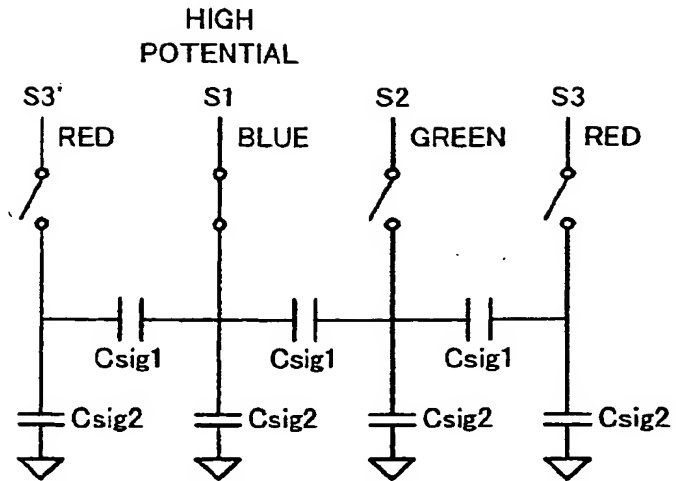 HIGH
POTENTIAL
S3' S1 S2 S3
RED BLUE GREEN RED
Csig1 Csig1 Csig1
Csig2 Csig2 Csig2 Csig2